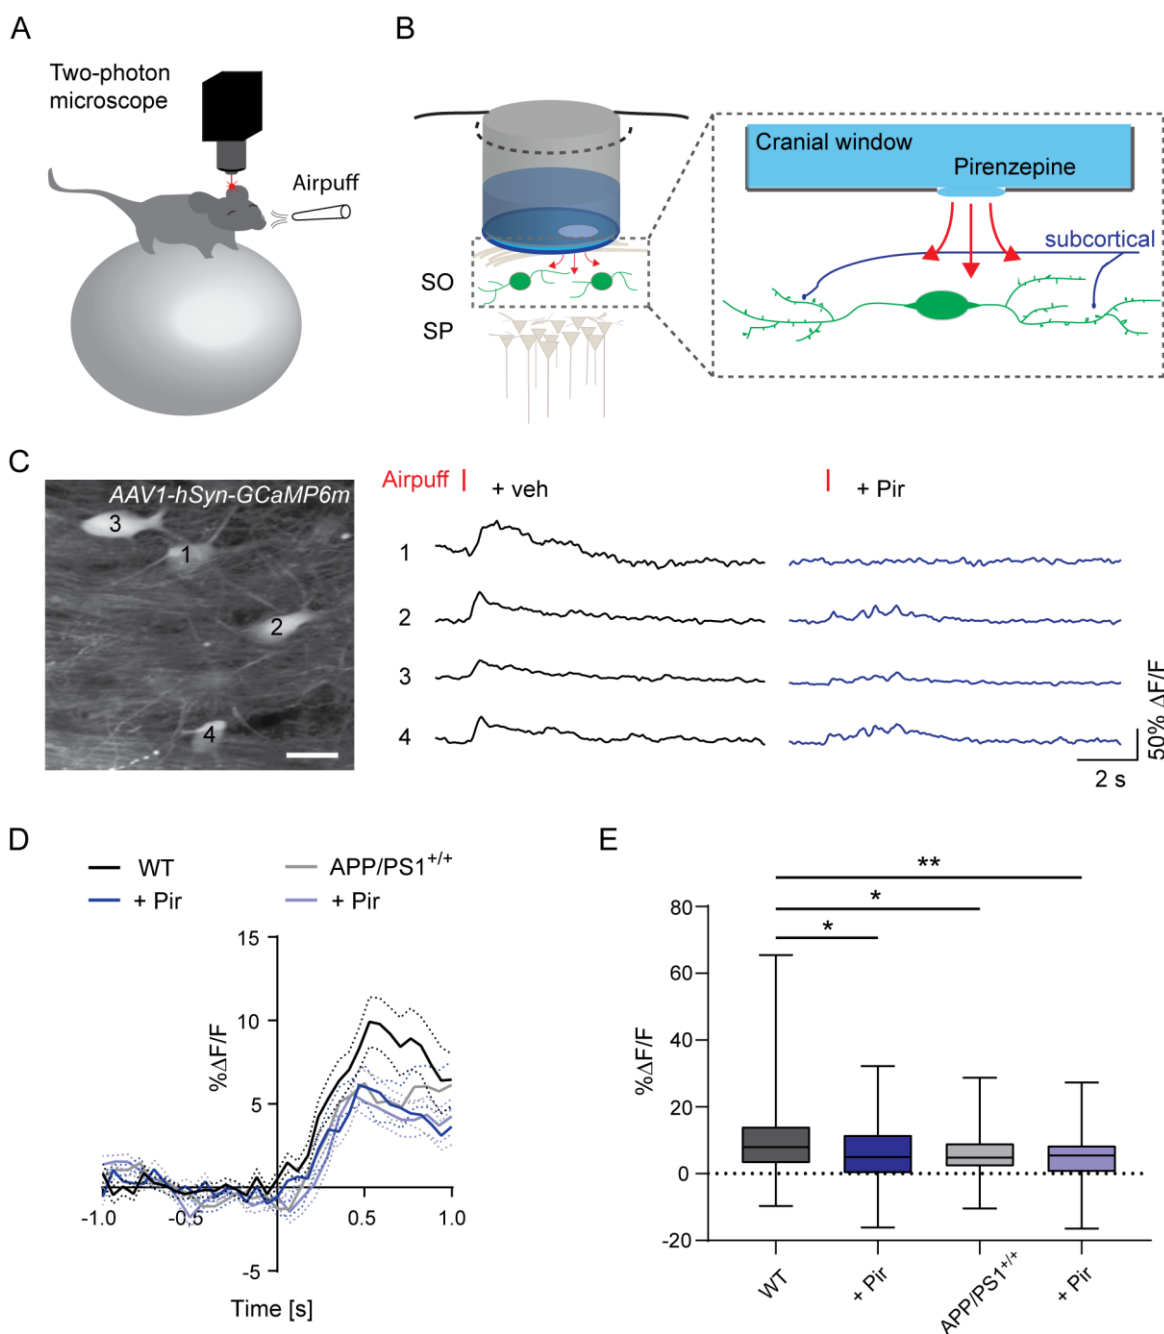 A
Two-photon
microscope
Airpuff
B
SO
SP
Cranial window
Pirenzepine
subcortical
C
AAV1-hSyn-GCaMP6m
3
1
2
4
Airpuff
+ veh
+ Pir
1
2
3
4
50% ΔF/F
2 s
D
WT
APP/PS1+/+
+ Pir
+ Pir
15
10
5
-5
%ΔF/F
-1.0
-0.5
0.5
1.0
Time [s]
E
**
*
*
80
60
40
20
0
-20
%ΔF/F
WT
+ Pir
APP/PS1+/+
+ Pir